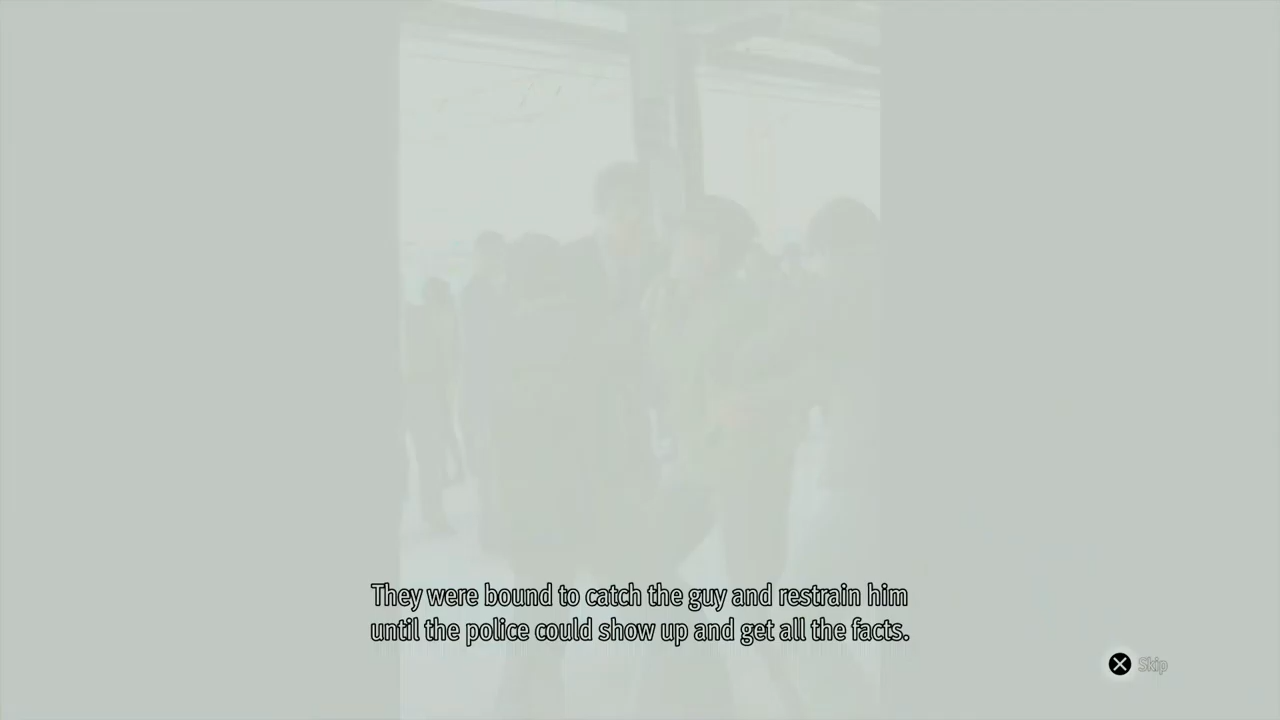 They were bound to catch the guy and restrain him
until the police could show up and get all the facts.
Skip